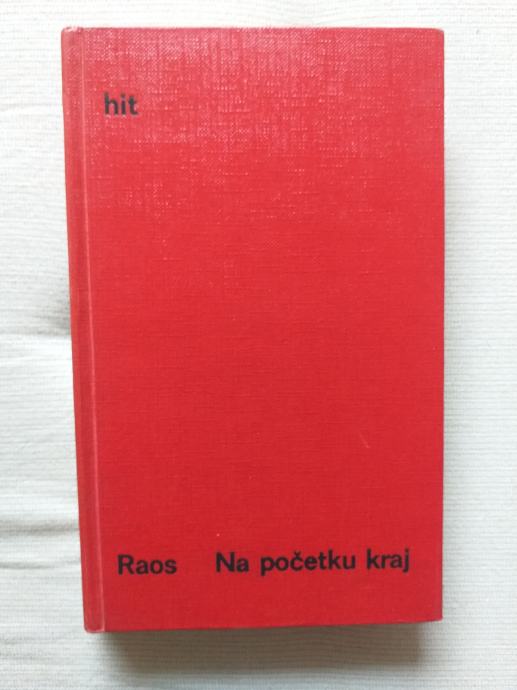 hit
Raos Na početku kraj